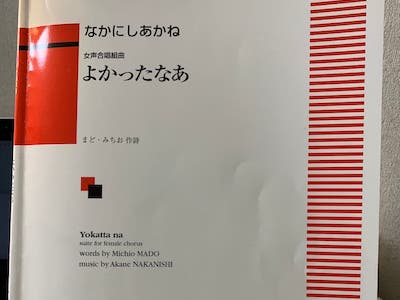 なかにしあかね
女声合唱組曲
よかったなあ
まど・みちお 作詩
Yokatta na
suite for female chorus
words by Michio MADO
music by Akane NAKANISHI